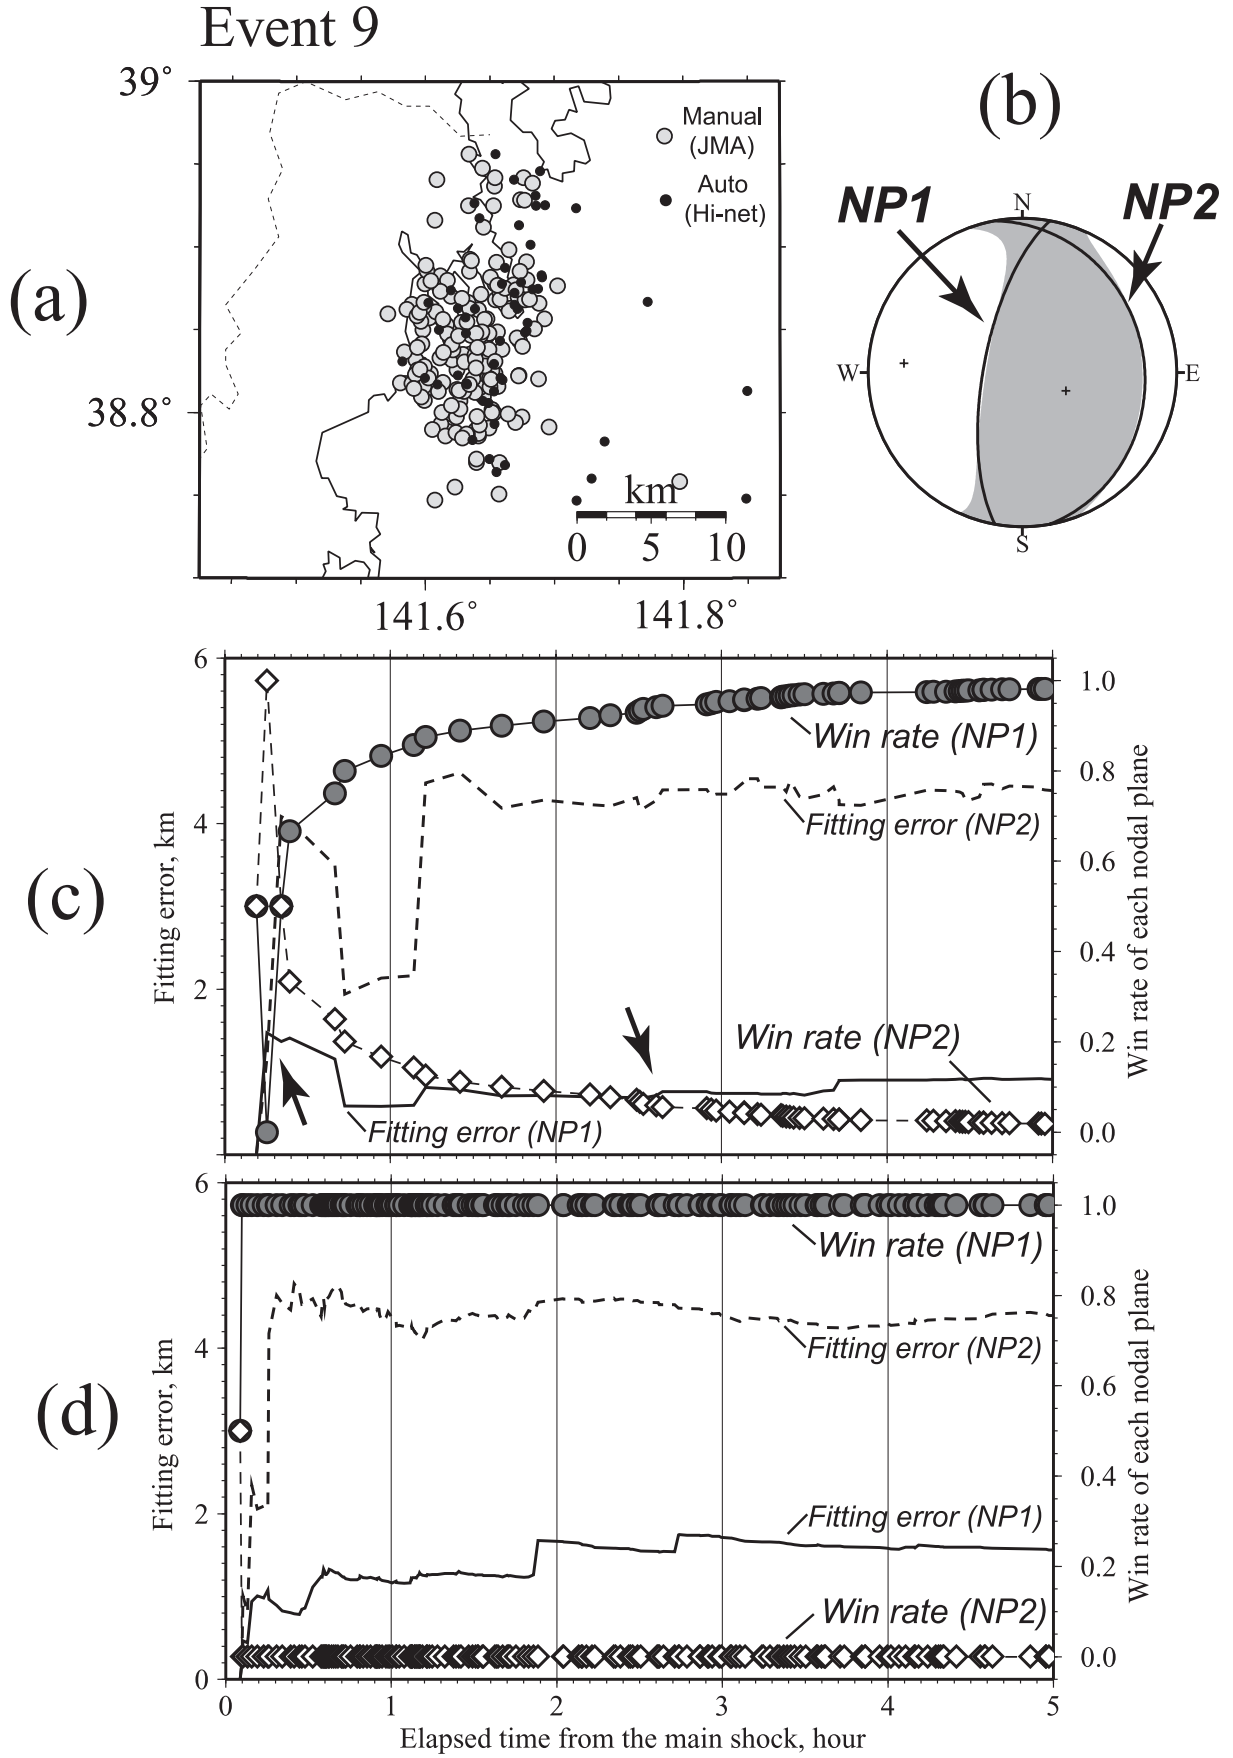 Event 9
(a)
39°
38.8°
141.6°
141.8°
Manual
(JMA)
Auto
(Hi-net)
km
0 5 10
(b)
NP1
NP2
N
W
E
S
(c)
6
4
2
Fitting error, km
1.0
0.8
0.6
0.4
0.2
0.0
Win rate of each nodal plane
Win rate (NP1)
Fitting error (NP2)
Win rate (NP2)
Fitting error (NP1)
(d)
6
4
2
0
Fitting error, km
1.0
0.8
0.6
0.4
0.2
0.0
Win rate of each nodal plane
Win rate (NP1)
Fitting error (NP2)
Fitting error (NP1)
Win rate (NP2)
0 1 2 3 4 5
Elapsed time from the main shock, hour